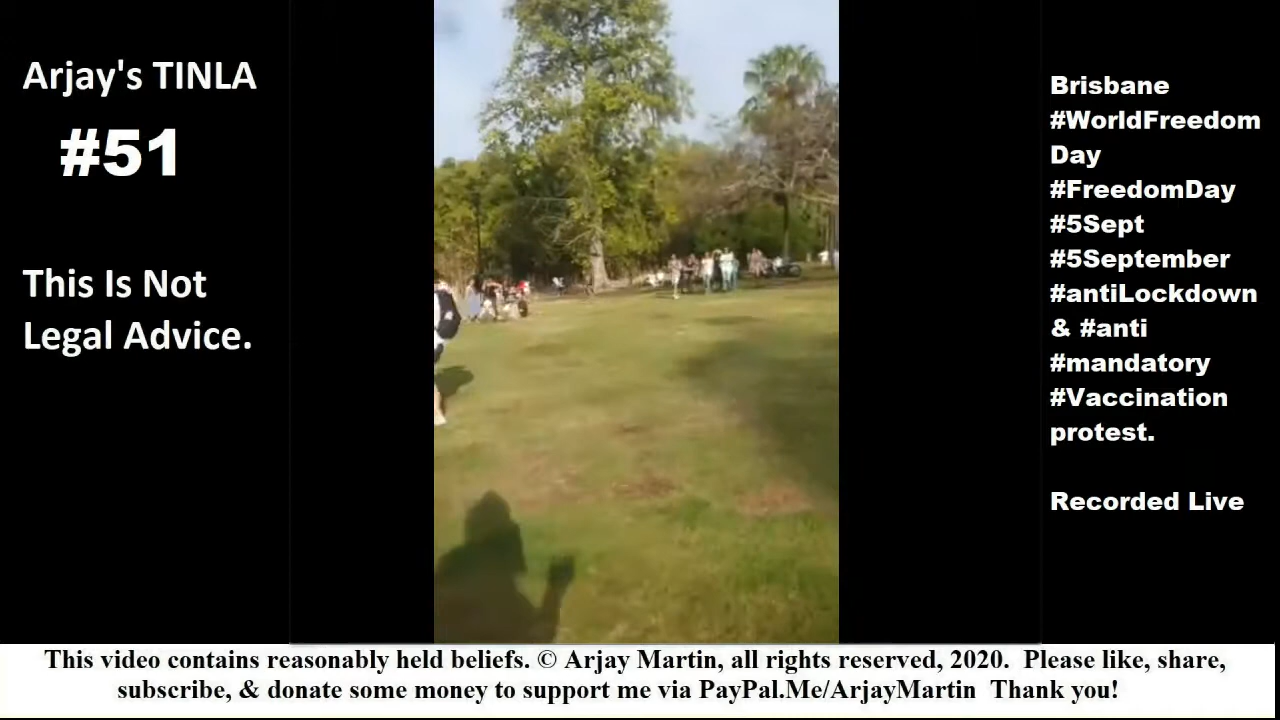 Arjay's TINLA
#51
This Is Not
Legal Advice.
Brisbane
#WorldFreedom
Day
#FreedomDay
#5Sept
#5September
#antiLockdown
& #anti
#mandatory
#Vaccination
protest.
Recorded Live
This video contains reasonably held beliefs. © Arjay Martin, all rights reserved, 2020.  Please like, share,
subscribe, & donate some money to support me via PayPal.Me/ArjayMartin  Thank you!